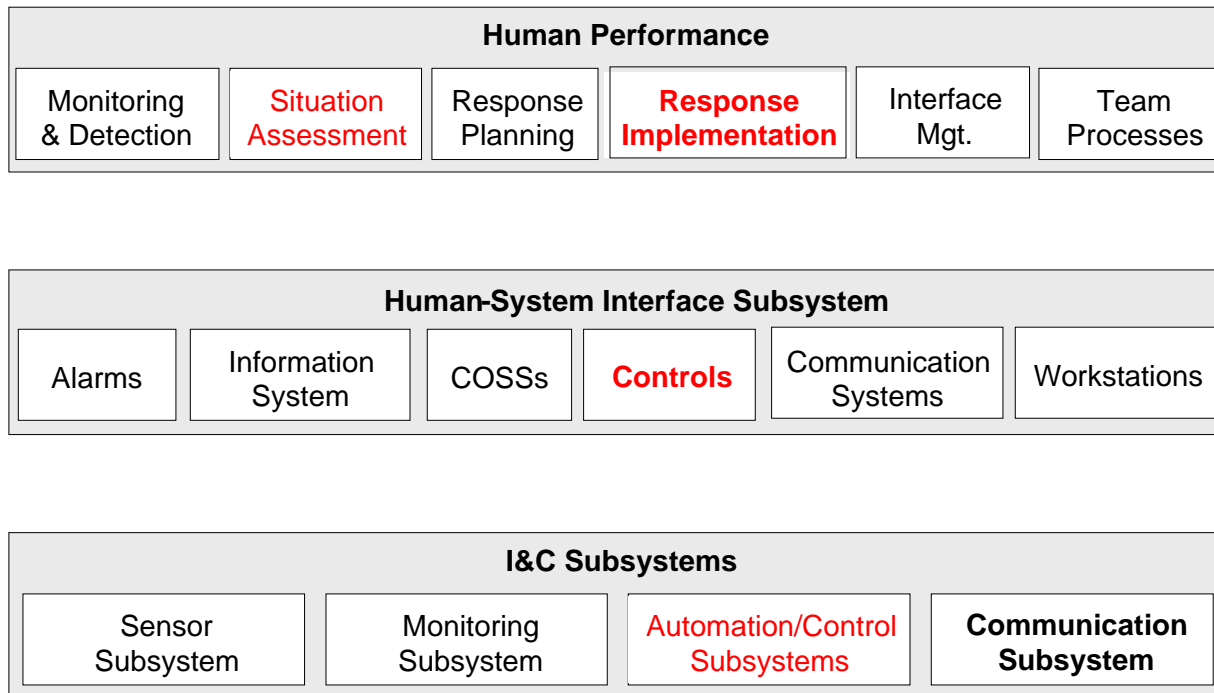 Human Performance
Monitoring
& Detection
Situation
Assessment
Response
Planning
Response
Implementation
Interface
Mgt.
Team
Processes
Human-System Interface Subsystem
Alarms
Information
System
COSSs
Controls
Communication
Systems
Workstations
I&C Subsystems
Sensor
Subsystem
Monitoring
Subsystem
Automation/Control
Subsystems
Communication
Subsystem